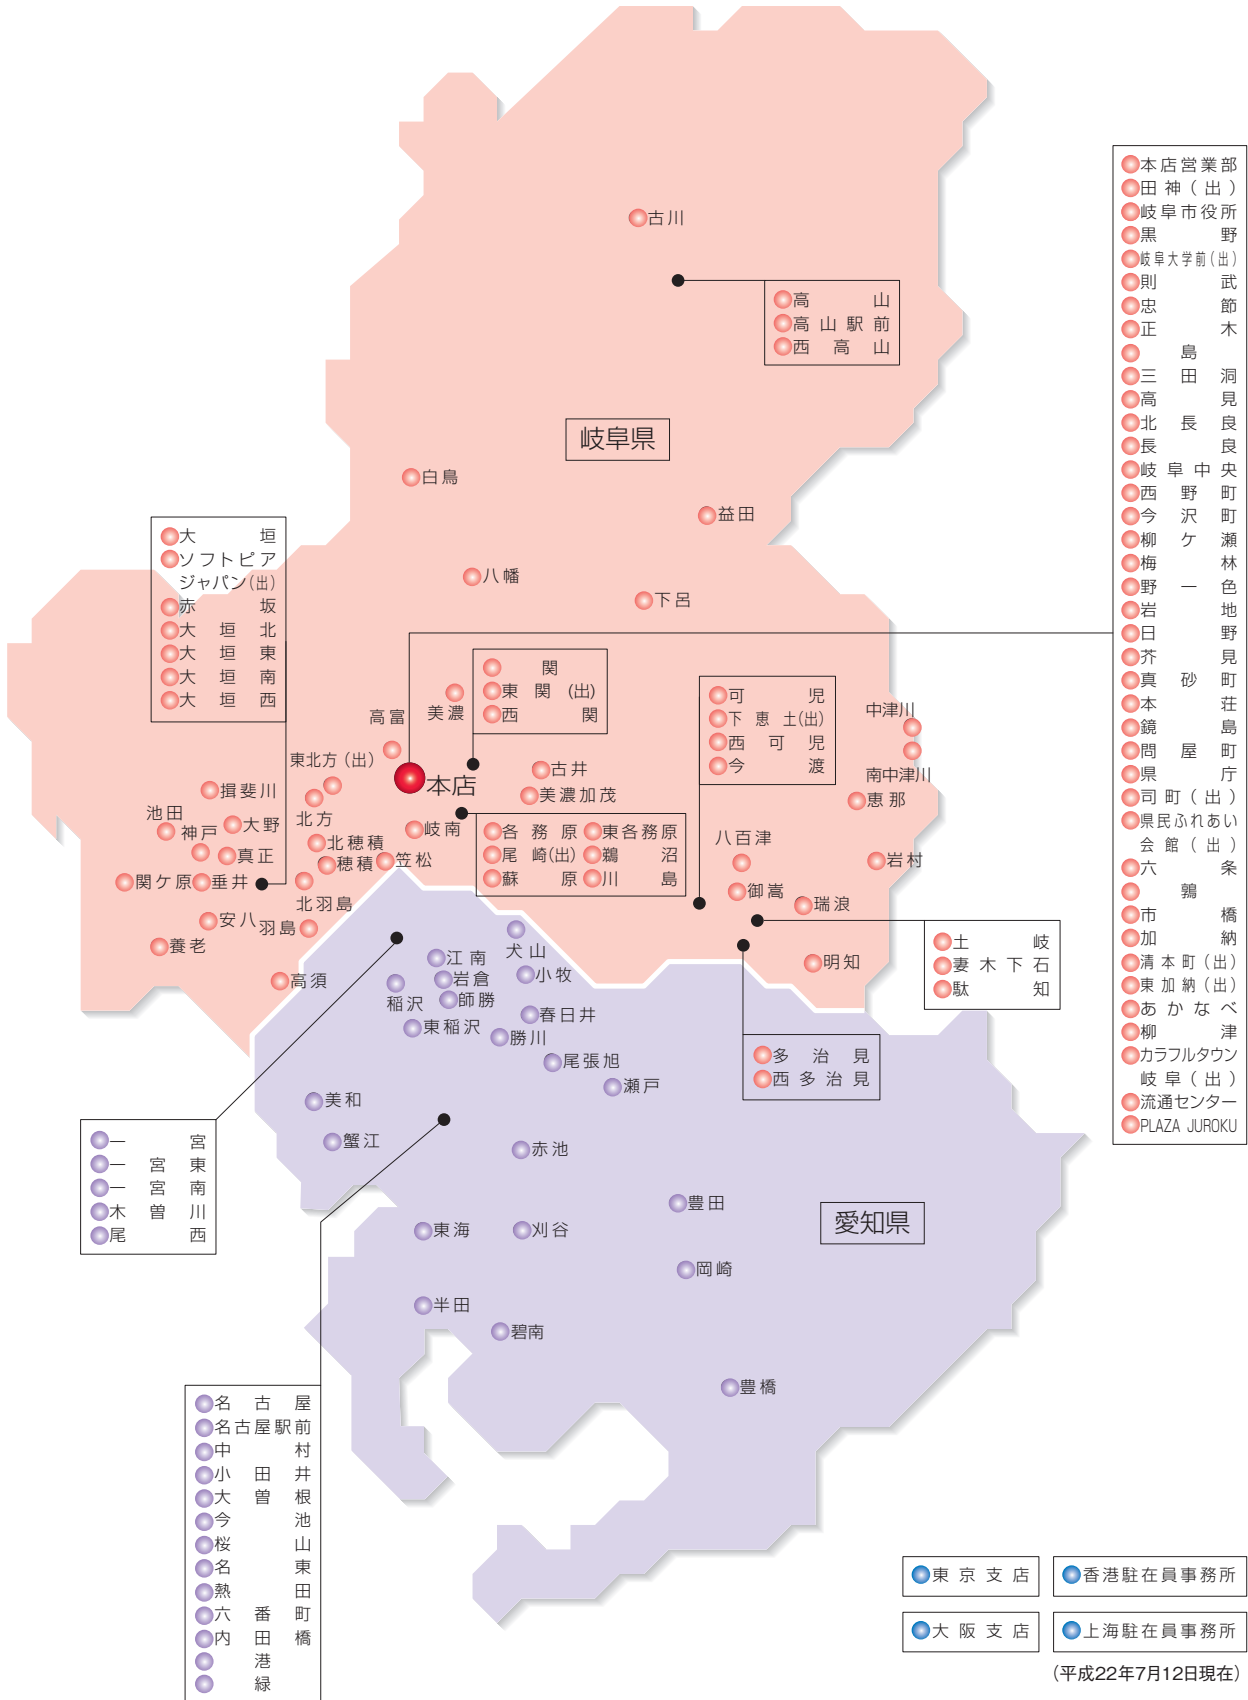 古川
高山
高山駅前
西高山
岐阜県
白鳥
益田
八幡
下呂
大垣
ソフトピア
ジャパン(出)
赤坂
大垣北
大垣東
大垣南
大垣西
関
東関(出)
西関
美濃
高富
東北方(出)
本店
古井
美濃加茂
可児
下恵土(出)
西可児
今渡
中津川
南中津川
恵那
揖斐川
池田
神戸
大野
真正
北方
北穂積
穂積
岐南
笠松
各務原
東各務原
尾崎(出)
鵜沼
蘇原
川島
八百津
岩村
御嵩
瑞浪
関ケ原
垂井
北羽島
安八
羽島
養老
高須
土岐
妻木下石
駄知
明知
多治見
西多治見
本店営業部
田神(出)
岐阜市役所
黒野
岐阜大学前(出)
則武
忠節
正木
島
三田洞
高見
北長良
長良
岐阜中央
西野町
今沢町
柳ケ瀬
梅林
野一色
岩地
日野
芥見
真砂町
本荘
鏡島
問屋町
県庁
司町(出)
県民ふれあい
会館(出)
六条
鶉
市橋
加納
清本町(出)
東加納(出)
あかなべ
柳津
カラフルタウン
岐阜(出)
流通センター
PLAZA JUROKU
犬山
江南
小牧
岩倉
稲沢
師勝
東稲沢
春日井
勝川
尾張旭
瀬戸
美和
蟹江
赤池
一宮
一宮東
一宮南
木曽川
尾西
豊田
愛知県
東海
刈谷
岡崎
半田
碧南
豊橋
名古屋
名古屋駅前
中村
小田井
大曽根
今池
桜山
名東
熱田
六番町
内田橋
港
緑
東京支店
香港駐在員事務所
大阪支店
上海駐在員事務所
(平成22年7月12日現在)